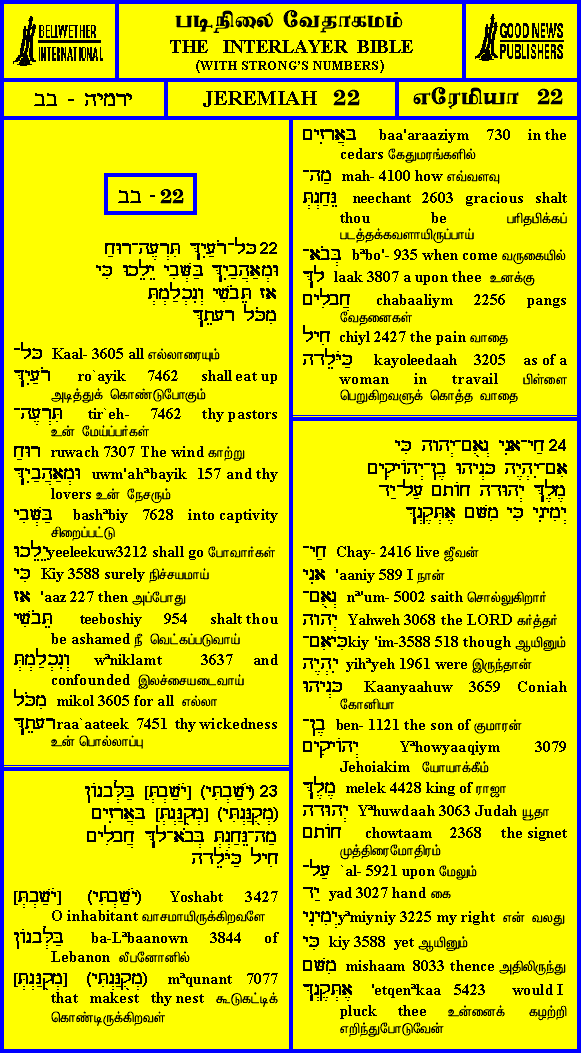 BELLWETHER
INTERNATIONAL
படிநிலை வேதாகமம்
THE INTERLAYER BIBLE
(WITH STRONG'S NUMBERS)
GOOD NEWS
PUBLISHERS
ירמיה - בב
JEREMIAH 22
எரேமியா 22
בב - 22
22 כָּל־רֹעַיִךְ תִּרְעֶה־רוּחַ
וּמְאַהֲבַיִךְ בַּשְּׁבִי יֵלֵכוּ כִּי
אָז תֵּבֹשִׁי וְנִכְלַמְתְּ
מִכֹּל רָעָתֵךְ
כָּל־ Kaal- 3605 all எல்லாரையும்
רֹעַיִךְ ro`ayik 7462 shall eat up
அடித்துக் கொண்டுபோகும்
תִּרְעֶה־ tir`eh- 7462 thy pastors
உன் மேய்ப்பர்கள்
רוּחַ ruwach 7307 The wind காற்று
וּמְאַהֲבַיִךְ uwm'ahªbayik 157 and thy
lovers உன் நேசரும்
בַּשְּׁבִי bashªbiy 7628 into captivity
சிறைப்பட்டு
יֵלֵכוּ yeeleekuw3212 shall go போவார்கள்
כִּי Kiy 3588 surely நிச்சயமாய்
אָז 'aaz 227 then அப்போது
תֵּבֹשִׁי teeboshiy 954 shalt thou
be ashamed நீ வெட்கப்படுவாய்
וְנִכְלַמְתְּ wªniklamt 3637 and
confounded இலச்சையடைவாய்
מִכֹּל mikol 3605 for all எல்லா
רָעָתֵךְ raa`aateek 7451 thy wickedness
உன் பொல்லாப்பு
23 (יֹשַׁבְתִּי) [יֹשַׁבְתְּ] בַּלְּבָנוֹן
(מְקֻנַּנְתִּי) [מְקֻנַּנְתְּ] בָּאֲרָזִים
מַה־נֵּחַנְתְּ בְּבֹא־לָךְ חֲבָלִים
חִיל כַּיֹּלֵדָה
(יֹשַׁבְתִּי) [יֹשַׁבְתְּ] Yoshabt 3427
O inhabitant வாசமாயிருக்கிறவளே
בַּלְּבָנוֹן ba-Lªbaanown 3844 of
Lebanon லீபனோனில்
(מְקֻנַּנְתִּי) [מְקֻנַּנְתְּ] mªqunant 7077
that makest thy nest கூடுகட்டிக்
கொண்டிருக்கிறவள்
בָּאֲרָזִים baa'araaziym 730 in the
cedars கேதுமரங்களில்
מַה־ mah- 4100 how எவ்வளவு
נֵּחַנְתְּ neechant 2603 gracious shalt
thou be பரிதபிக்கப்
படத்தக்கவளாயிருப்பாய்
בְּבֹא־ bªbo'- 935 when come வருகையில்
לָךְ laak 3807 a upon thee உனக்கு
חֲבָלִים chabaaliym 2256 pangs
வேதனைகள்
חִיל chiyl 2427 the pain வாதை
כַּיֹּלֵדָה kayoleedaah 3205 as of a
woman in travail பிள்ளை
பெறுகிறவளுக் கொத்த வாதை
24 חַי־אָנִי נְאֻם־יְהוָה כִּי
אִם־יִהְיֶה כָּנְיָהוּ בֶן־יְהוֹיָקִים
מֶלֶךְ יְהוּדָה חוֹתָם עַל־יַד
יְמִינִי כִּי מִשָּׁם אֶתְּקֶנְךָּ
חַי־ Chay- 2416 live ஜீவன்
אָנִי 'aaniy 589 I நான்
נְאֻם־ nª'um- 5002 saith சொல்லுகிறார்
יְהוָה Yahweh 3068 the LORD கர்த்தர்
כִּי אִם־ kiy 'im-3588 518 though ஆயினும்
יִהְיֶה yihªyeh 1961 were இருந்தான்
כָּנְיָהוּ Kaanyaahuw 3659 Coniah
கோனியா
בֶן־ ben- 1121 the son of குமாரன்
יְהוֹיָקִים Yªhowyaaqiym 3079
Jehoiakim யோயாக்கீம்
מֶלֶךְ melek 4428 king of ராஜா
יְהוּדָה Yªhuwdaah 3063 Judah யூதா
חוֹתָם chowtaam 2368 the signet
முத்திரைமோதிரம்
עַל־ `al- 5921 upon மேலும்
יַד yad 3027 hand கை
יְמִינִי yªmiyniy 3225 my right என் வலது
כִּי kiy 3588 yet ஆயினும்
מִשָּׁם mishaam 8033 thence அதிலிருந்து
אֶתְּקֶנְךָּ 'etqenªkaa 5423 would I
pluck thee உன்னைக் கழற்றி
எறிந்துபோடுவேன்